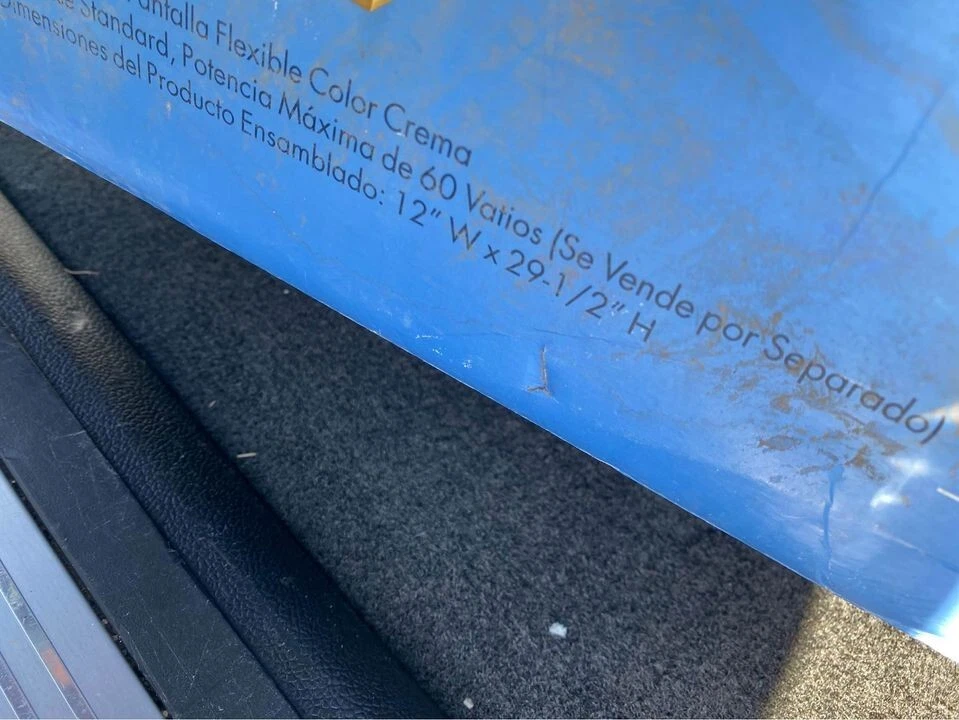 Pantalla Flexible Color Crema
Standard, Potencia Máxima de 60 Vatios (Se Vende por Separado)
Dimensiones del Producto Ensamblado: 12" W x 29-1/2" H